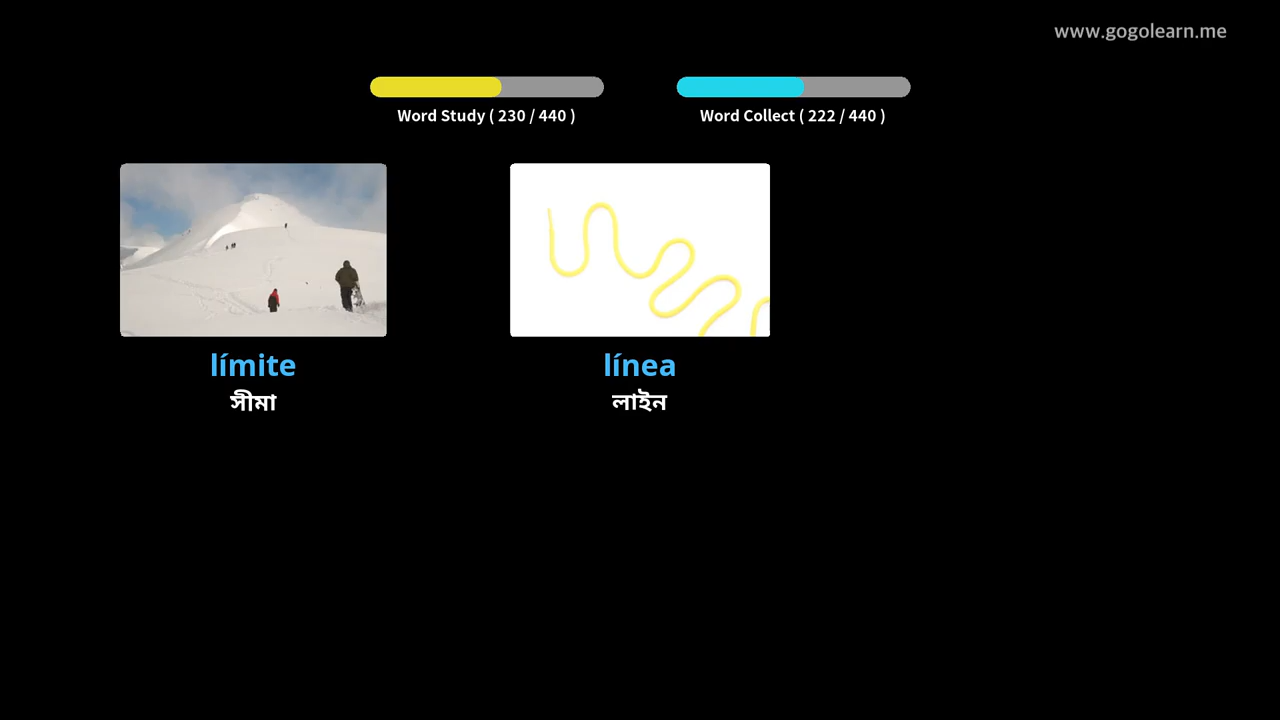 www.gogolearn.me
Word Study ( 230 / 440 )
Word Collect ( 222 / 440 )
límite
সীমা
línea
লাইন